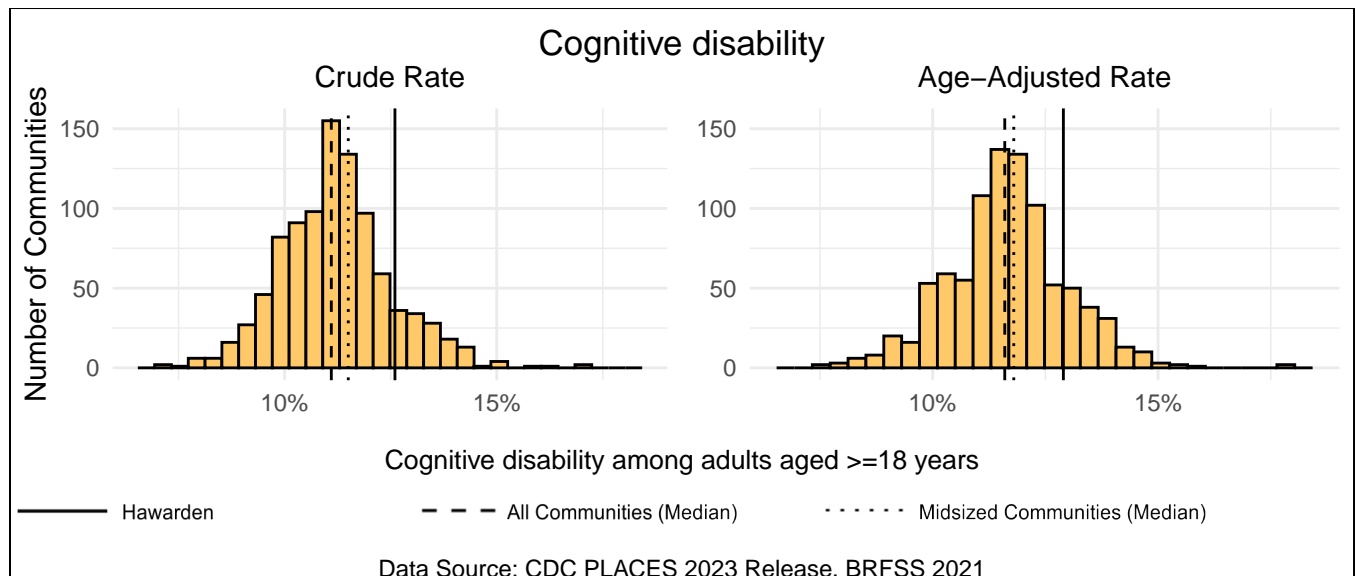 Cognitive disability
Crude Rate
Age−Adjusted Rate
Number of Communities
150
100
50
0
10%
15%
150
100
50
0
10%
15%
Cognitive disability among adults aged >=18 years
Hawarden
All Communities (Median)
Midsized Communities (Median)
Data Source: CDC PLACES 2023 Release, BRFSS 2021